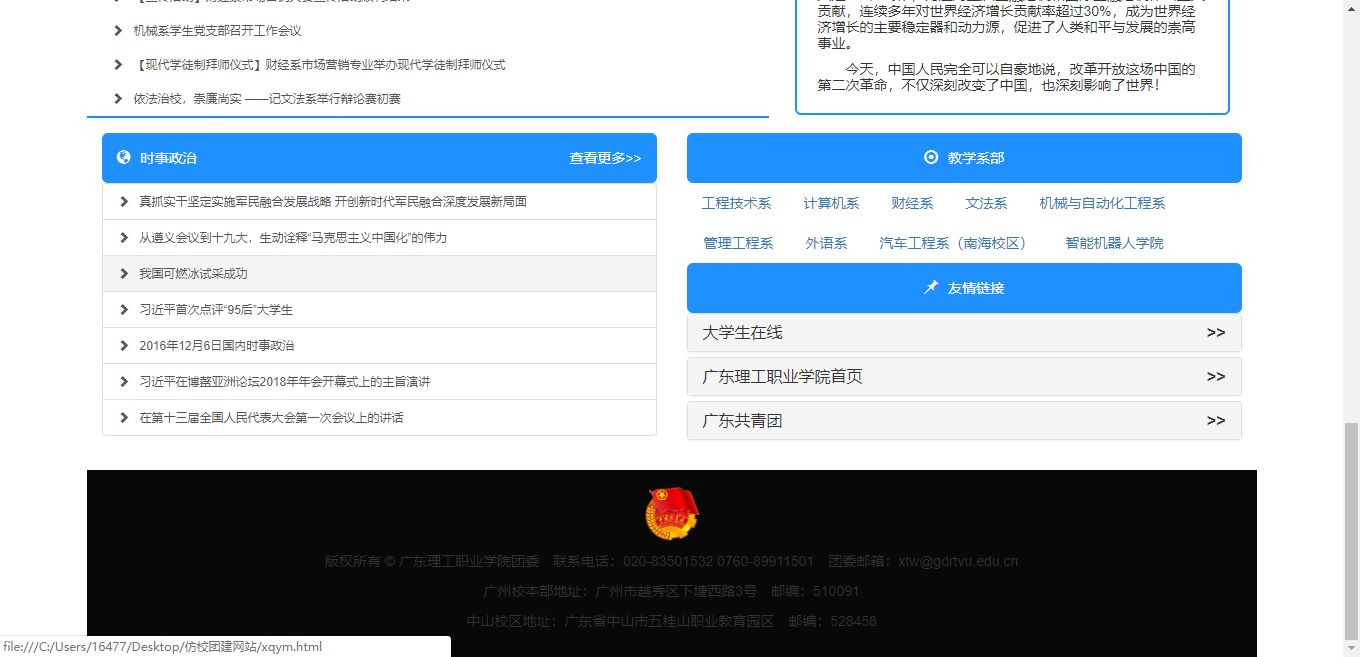 机械系学生党支部召开工作会议
【现代学徒制拜师仪式】财经系市场营销专业举办现代学徒制拜师仪式
依法治校，崇廉尚实 ——记文法系举行辩论赛初赛
贡献，连续多年对世界经济增长贡献率超过30%，成为世界经
济增长的主要稳定器和动力源，促进了人类和平与发展的崇高
事业。
今天，中国人民完全可以自豪地说，改革开放这场中国的
第二次革命，不仅深刻改变了中国，也深刻影响了世界！
时事政治 查看更多>>
真抓实干坚定实施军民融合发展战略 开创新时代军民融合深度发展新局面
从遵义会议到十九大，生动诠释“马克思主义中国化”的伟力
我国可燃冰试采成功
习近平首次点评“95后”大学生
2016年12月6日国内时事政治
习近平在博鳌亚洲论坛2018年年会开幕式上的主旨演讲
在第十三届全国人民代表大会第一次会议上的讲话
教学系部
工程技术系 计算机系 财经系 文法系 机械与自动化工程系
管理工程系 外语系 汽车工程系（南海校区） 智能机器人学院
友情链接
大学生在线 >>
广东理工职业学院首页 >>
广东共青团 >>
版权所有 © 广东理工职业学院团委 联系电话：020-83501532 0760-89911501 团委邮箱：xtw@gdrtvu.edu.cn
广州校本部地址：广州市越秀区下塘西路3号 邮编：510091
中山校区地址：广东省中山市五桂山职业教育园区 邮编：528458
file:///C:/Users/16477/Desktop/仿校团建网站/xqym.html